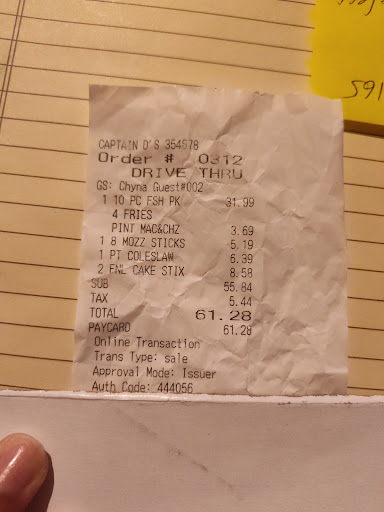 CAPTAIN D'S 354578
Order # 0312
DRIVE THRU
GS: Chyna Guest#002
1 10 PC FSH PK 31.99
4 FRIES
PINT MAC&CHZ 3.69
1 8 MOZZ STICKS 5.19
1 PT COLESLAW 6.39
2 FNL CAKE STIX 8.58
SUB 55.84
TAX 5.44
TOTAL 61.28
PAYCARD 61.28
Online Transaction
Trans Type: sale
Approval Mode: Issuer
Auth Code: 444056